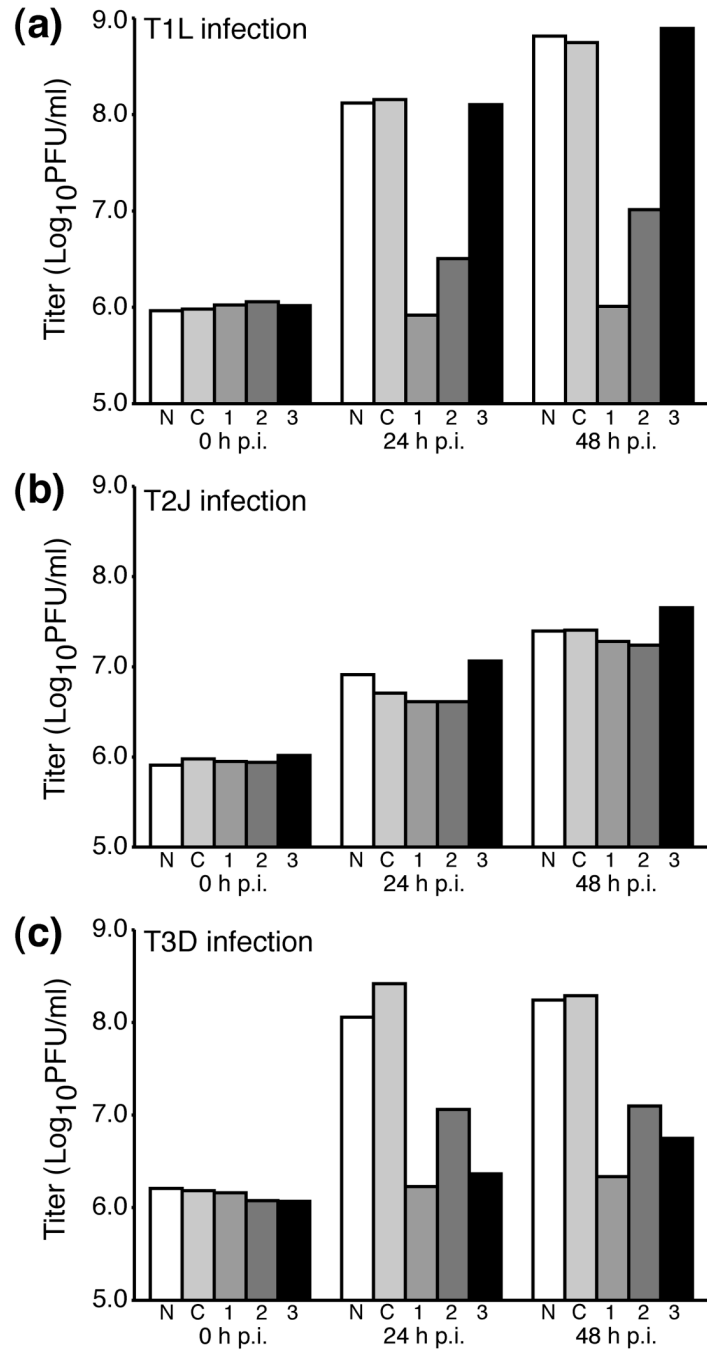 (a)
T1L infection
Titer (Log10PFU/ml)
9.0
8.0
7.0
6.0
5.0
N C 1 2 3 N C 1 2 3 N C 1 2 3
0 h p.i. 24 h p.i. 48 h p.i.
(b)
T2J infection
Titer (Log10PFU/ml)
9.0
8.0
7.0
6.0
5.0
N C 1 2 3 N C 1 2 3 N C 1 2 3
0 h p.i. 24 h p.i. 48 h p.i.
(c)
T3D infection
Titer (Log10PFU/ml)
9.0
8.0
7.0
6.0
5.0
N C 1 2 3 N C 1 2 3 N C 1 2 3
0 h p.i. 24 h p.i. 48 h p.i.